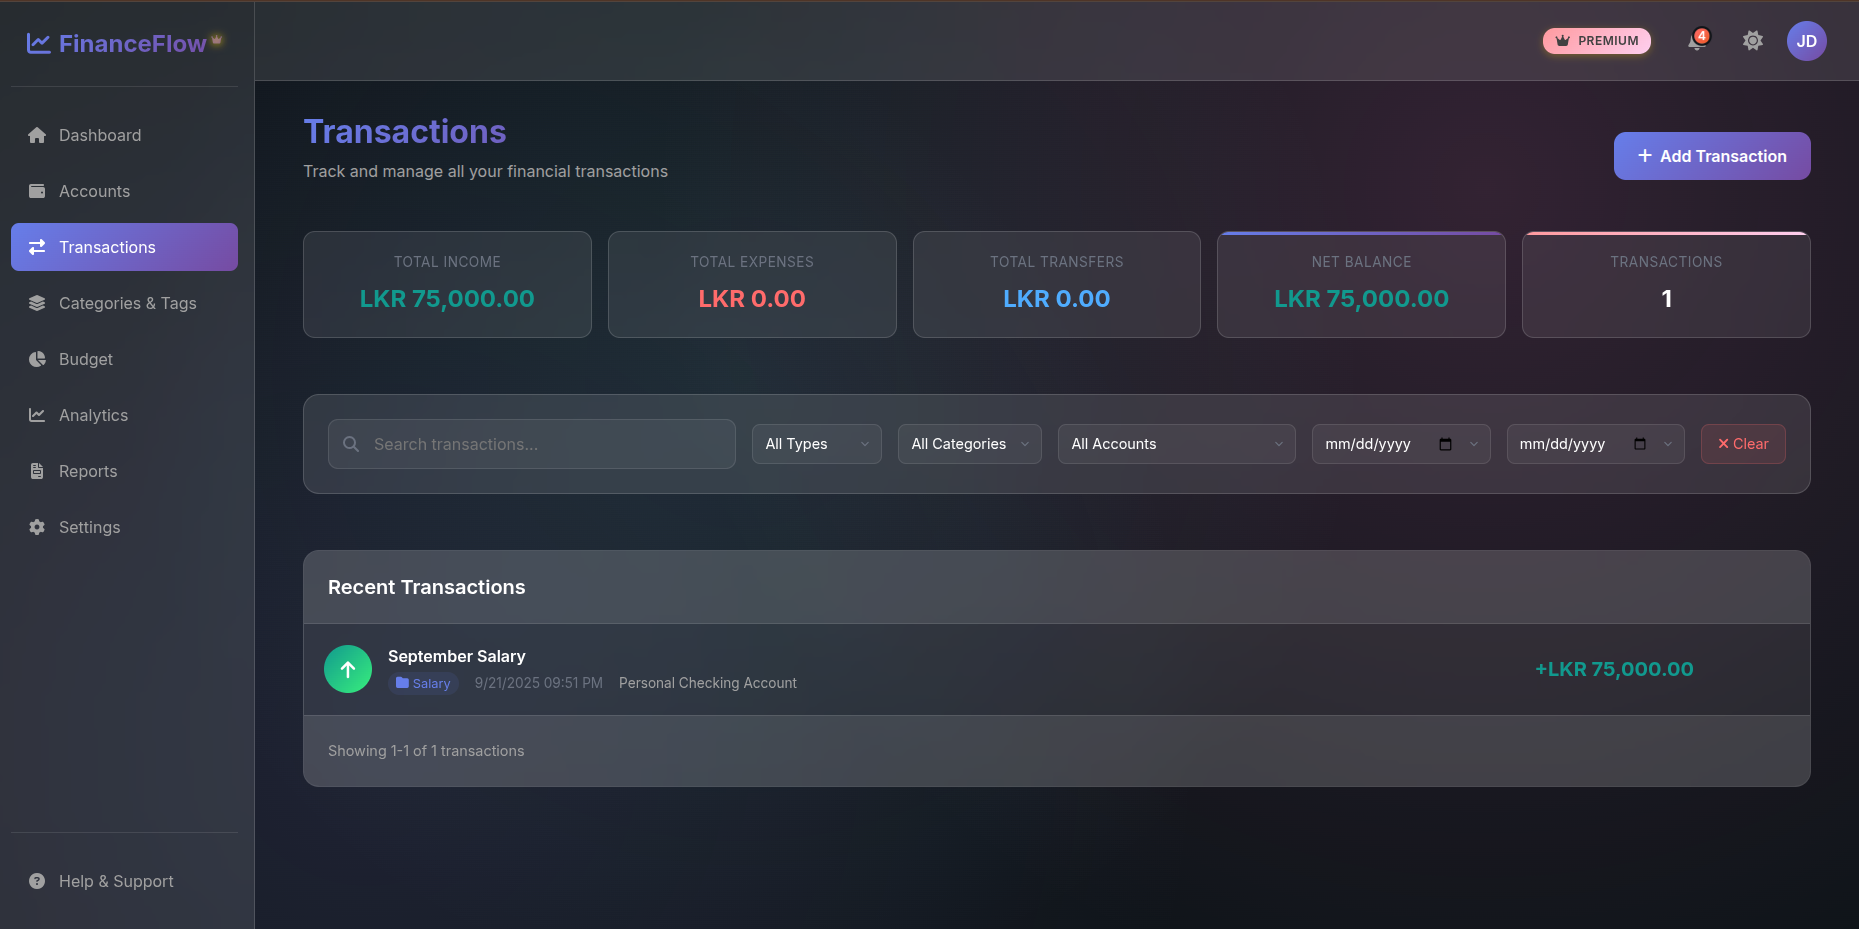 FinanceFlow
PREMIUM
4
JD
Dashboard
Accounts
Transactions
Categories & Tags
Budget
Analytics
Reports
Settings
Help & Support
Transactions
Track and manage all your financial transactions
+ Add Transaction
TOTAL INCOME
LKR 75,000.00
TOTAL EXPENSES
LKR 0.00
TOTAL TRANSFERS
LKR 0.00
NET BALANCE
LKR 75,000.00
TRANSACTIONS
1
Search transactions...
All Types
All Categories
All Accounts
mm/dd/yyyy
mm/dd/yyyy
Clear
Recent Transactions
September Salary
Salary 9/21/2025 09:51 PM Personal Checking Account
+LKR 75,000.00
Showing 1-1 of 1 transactions